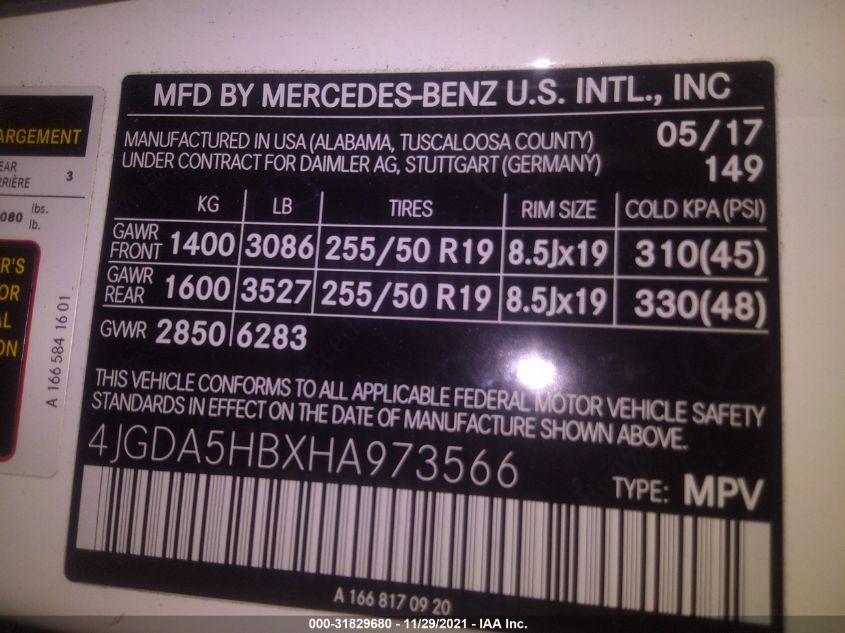 MFD BY MERCEDES-BENZ U.S. INTL., INC
MANUFACTURED IN USA (ALABAMA, TUSCALOOSA COUNTY) 05/17
UNDER CONTRACT FOR DAIMLER AG, STUTTGART (GERMANY) 149
KG LB TIRES RIM SIZE COLD KPA (PSI)
GAWR FRONT 1400 3086 255/50 R19 8.5Jx19 310(45)
GAWR REAR 1600 3527 255/50 R19 8.5Jx19 330(48)
GVWR 2850 6283
THIS VEHICLE CONFORMS TO ALL APPLICABLE FEDERAL MOTOR VEHICLE SAFETY
STANDARDS IN EFFECT ON THE DATE OF MANUFACTURE SHOWN ABOVE.
4JGDA5HBXHA973566
TYPE: MPV
A 166 817 09 20
ARGEMENT
EAR
RRIÈRE 3
080 lbs.
lb.
R'S
OR
AL
ON
A 166 584 16 01
000-31829680 - 11/29/2021 - IAA Inc.